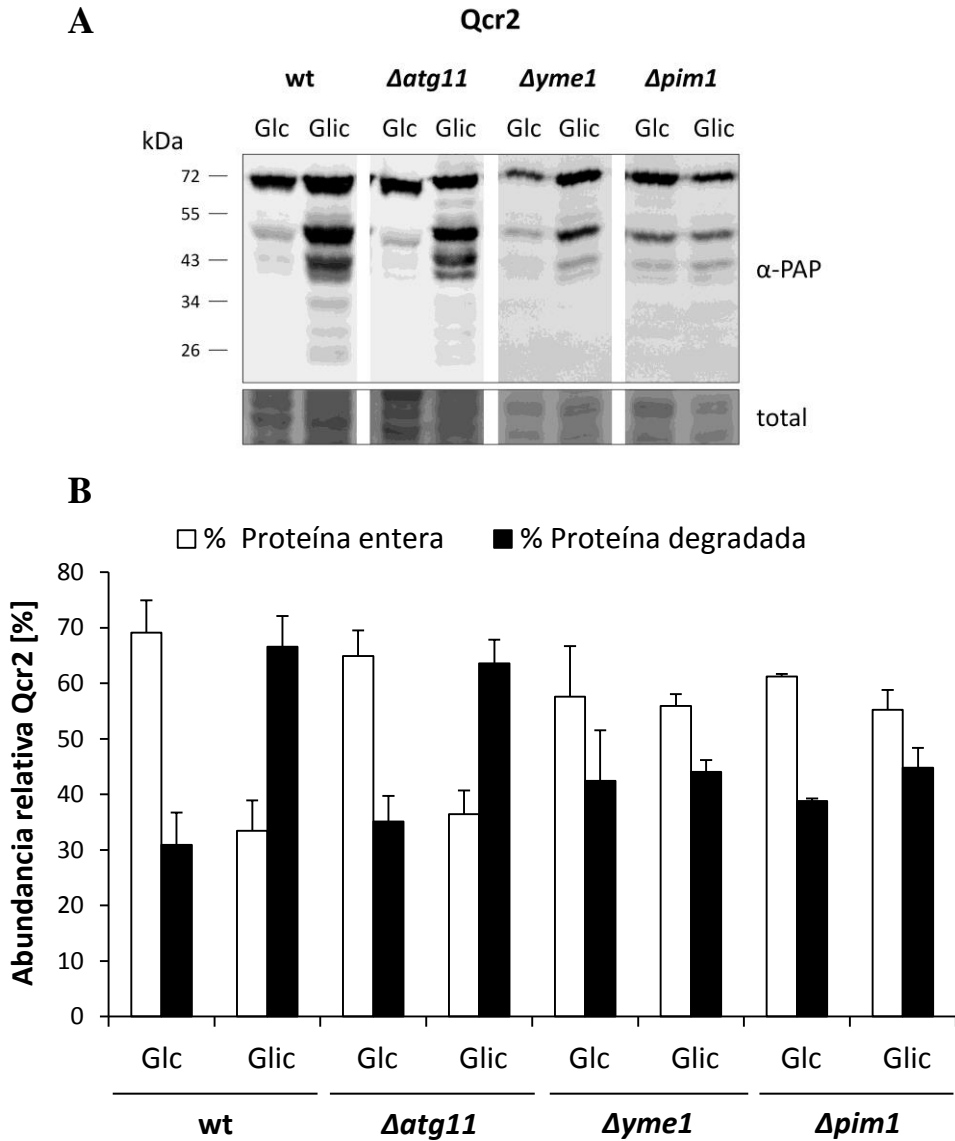 A
Qcr2
wt Δatg11 Δyme1 Δpim1
kDa Glc Glic Glc Glic Glc Glic Glc Glic
72
55
43
34
26
α-PAP
total
B
% Proteína entera % Proteína degradada
Abundancia relativa Qcr2 [%]
80
70
60
50
40
30
20
10
0
Glc Glic Glc Glic Glc Glic Glc Glic
wt Δatg11 Δyme1 Δpim1